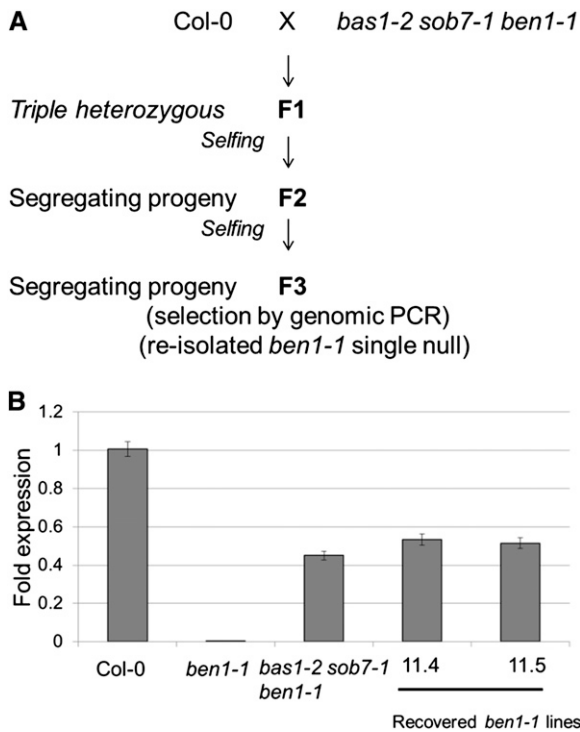 A
Col-0 X bas1-2 sob7-1 ben1-1
Triple heterozygous F1
Selfing
Segregating progeny F2
Selfing
Segregating progeny F3
(selection by genomic PCR)
(re-isolated ben1-1 single null)
B
Fold expression
1.2
1
0.8
0.6
0.4
0.2
0
Col-0
ben1-1
bas1-2 sob7-1
ben1-1
11.4
11.5
Recovered ben1-1 lines